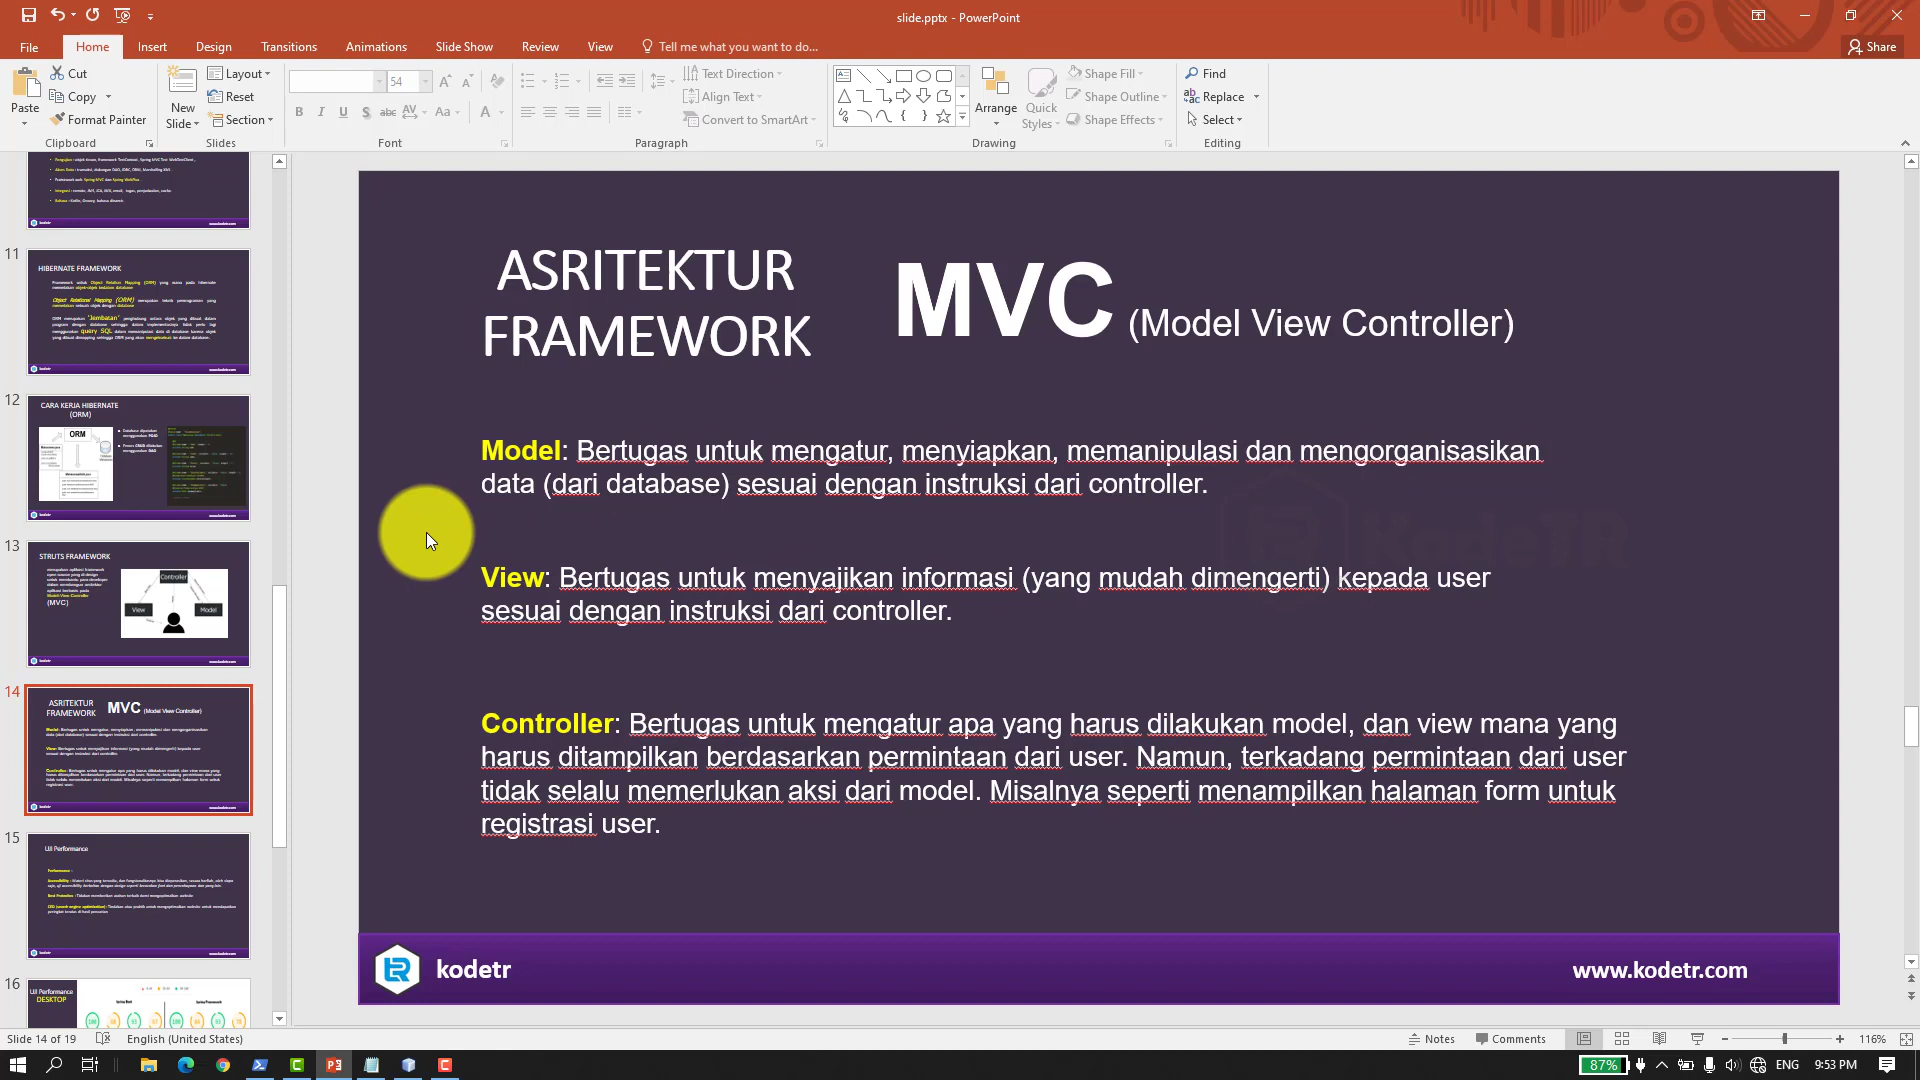 slide.pptx - PowerPoint
File
Home
Insert
Design
Transitions
Animations
Slide Show
Review
View
Tell me what you want to do...
Share
Paste
Cut
Copy
Format Painter
Clipboard
New
Slide
Layout
Reset
Section
Slides
54
Font
Text Direction
Align Text
Convert to SmartArt
Paragraph
Arrange
Quick
Styles
Shape Fill
Shape Outline
Shape Effects
Drawing
Find
Replace
Select
Editing
11
HIBERNATE FRAMEWORK
12
CARA KERJA HIBERNATE
(ORM)
ORM
13
STRUTS FRAMEWORK
(MVC)
Controller
View
Model
14
ASRITEKTUR
FRAMEWORK
MVC (Model View Controller)
15
UJI Performance
16
UJI Performance
DESKTOP
ASRITEKTUR
FRAMEWORK
MVC (Model View Controller)
Model: Bertugas untuk mengatur, menyiapkan, memanipulasi dan mengorganisasikan
data (dari database) sesuai dengan instruksi dari controller.
View: Bertugas untuk menyajikan informasi (yang mudah dimengerti) kepada user
sesuai dengan instruksi dari controller.
Controller: Bertugas untuk mengatur apa yang harus dilakukan model, dan view mana yang
harus ditampilkan berdasarkan permintaan dari user. Namun, terkadang permintaan dari user
tidak selalu memerlukan aksi dari model. Misalnya seperti menampilkan halaman form untuk
registrasi user.
KodeTR
kodetr
www.kodetr.com
Slide 14 of 19
English (United States)
Notes
Comments
116%
87%
ENG
9:53 PM